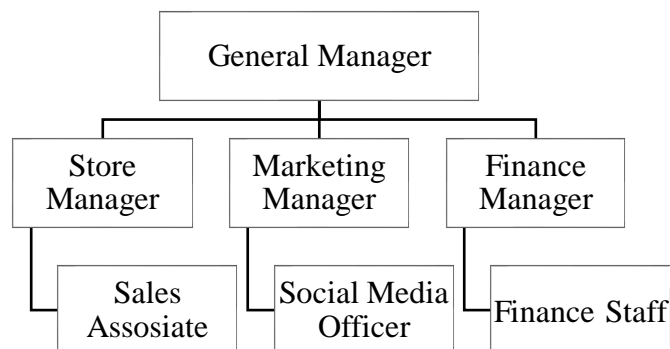 General Manager
Store
Manager
Marketing
Manager
Finance
Manager
Sales
Assosiate
Social Media
Officer
Finance Staff